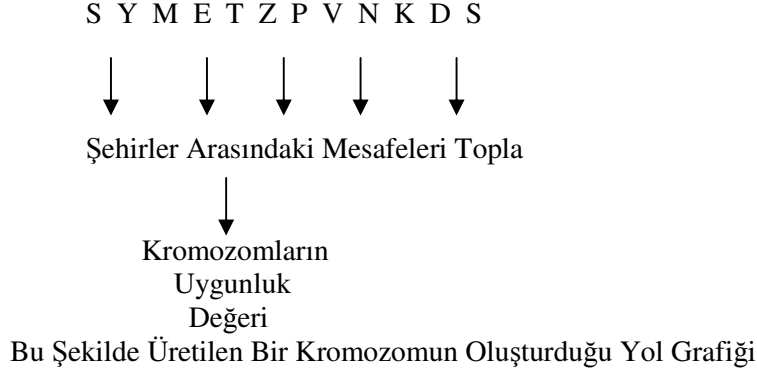 S Y M E T Z P V N K D S
Şehirler Arasındaki Mesafeleri Topla
Kromozomların
Uygunluk
Değeri
Bu Şekilde Üretilen Bir Kromozomun Oluşturduğu Yol Grafiği